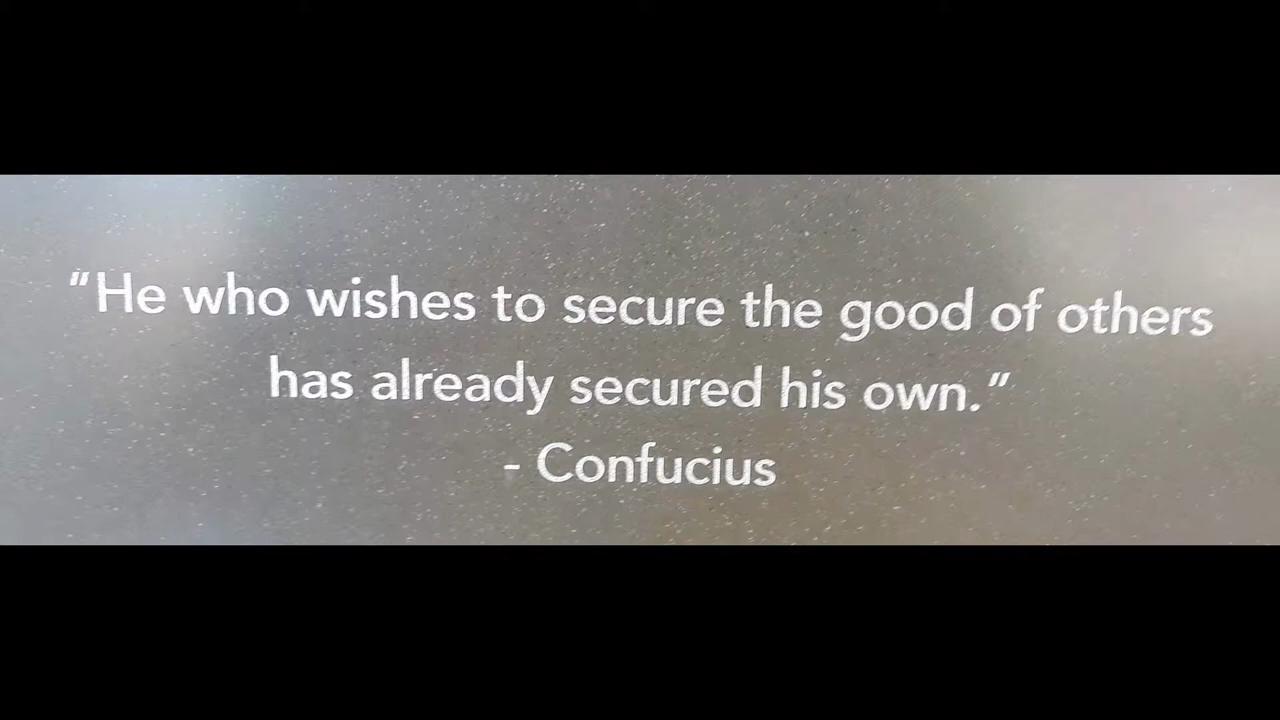 "He who wishes to secure the good of others
has already secured his own."
- Confucius